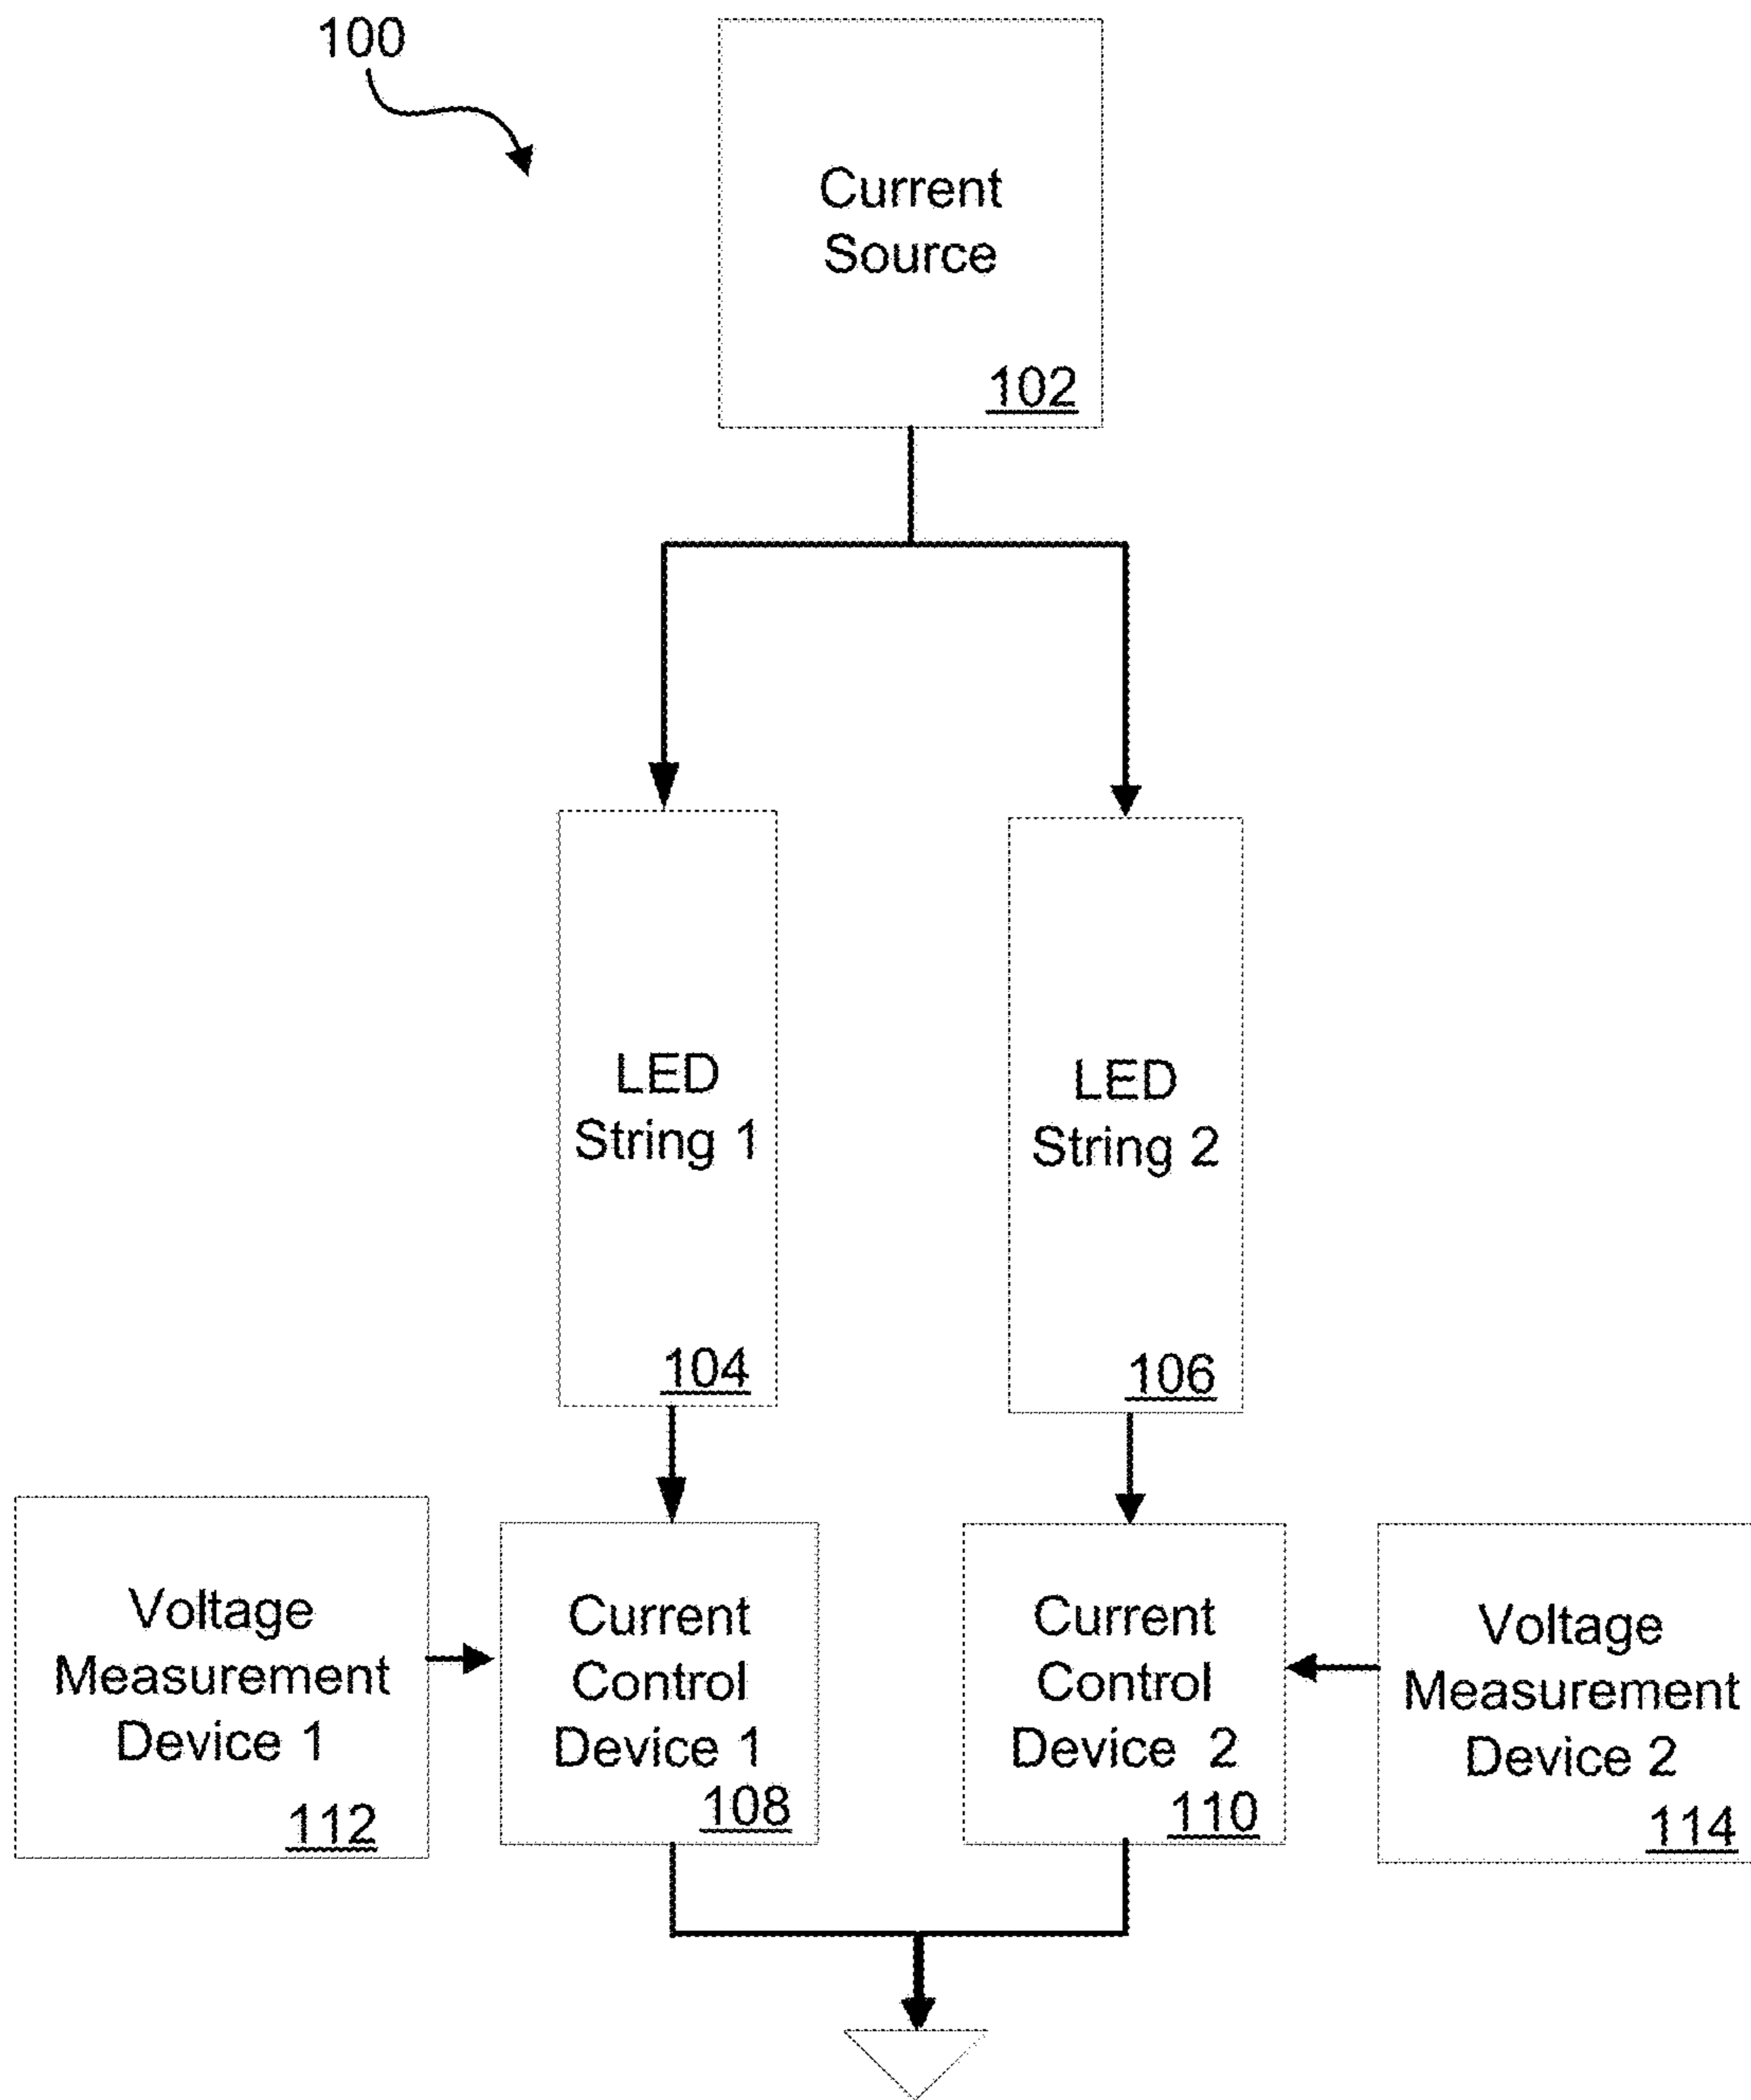 100
Current
Source
102
LED
String 1
104
LED
String 2
106
Voltage
Measurement
Device 1
112
Current
Control
Device 1
108
Current
Control
Device 2
110
Voltage
Measurement
Device 2
114